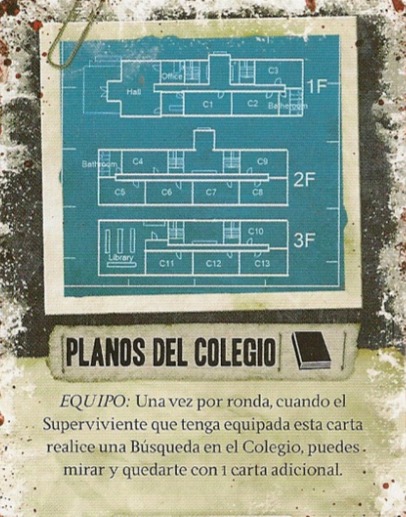 Office
C3
Hall
1F
C1
C2
Bathroom
Bathroom
C4
C9
2F
C5
C6
C7
C8
C10
3F
Library
C11
C12
C13
PLANOS DEL COLEGIO
EQUIPO: Una vez por ronda, cuando el
Superviviente que tenga equipada esta carta
realice una Búsqueda en el Colegio, puedes
mirar y quedarte con 1 carta adicional.